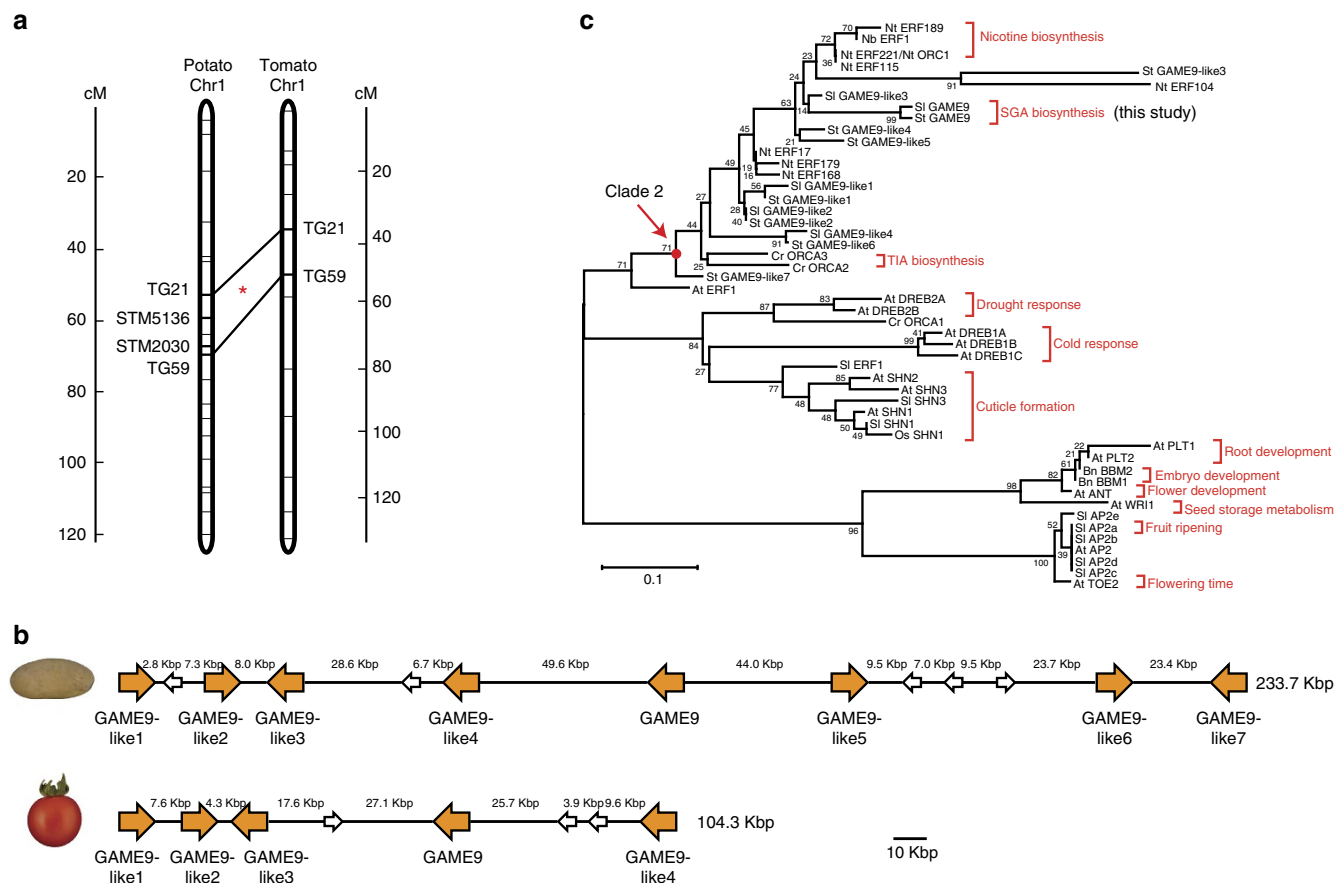 a
Potato Chr1
Tomato Chr1
cM
cM
20
40
60
80
100
120
TG21
STM5136
STM2030
TG59
*
TG21
TG59
20
40
60
80
100
120
c
Nt ERF189
Nb ERF1
Nt ERF221/Nt ORC1
Nt ERF115
Nicotine biosynthesis
St GAME9-like3
Nt ERF104
Sl GAME9-like3
Sl GAME9
St GAME9
SGA biosynthesis (this study)
St GAME9-like4
St GAME9-like5
Nt ERF17
Nt ERF179
Nt ERF168
Sl GAME9-like1
St GAME9-like1
Sl GAME9-like2
St GAME9-like2
Sl GAME9-like4
St GAME9-like6
Cr ORCA3
Cr ORCA2
TIA biosynthesis
St GAME9-like7
At ERF1
Clade 2
At DREB2A
At DREB2B
Drought response
Cr ORCA1
At DREB1A
At DREB1B
At DREB1C
Cold response
Sl ERF1
At SHN2
At SHN3
Sl SHN3
At SHN1
Sl SHN1
Os SHN1
Cuticle formation
At PLT1
At PLT2
Root development
Bn BBM2
Bn BBM1
Embryo development
At ANT
Flower development
At WRI1
Seed storage metabolism
Sl AP2e
Sl AP2a
Fruit ripening
Sl AP2b
At AP2
Sl AP2d
Sl AP2c
At TOE2
Flowering time
70
72
36
23
24
91
63
14
99
21
45
49
19
16
56
28
40
27
91
44
25
71
71
83
87
84
41
99
27
77
85
48
48
50
49
22
21
61
82
98
96
52
39
100
0.1
b
2.8 Kbp
7.3 Kbp
8.0 Kbp
28.6 Kbp
6.7 Kbp
49.6 Kbp
44.0 Kbp
9.5 Kbp
7.0 Kbp
9.5 Kbp
23.7 Kbp
23.4 Kbp
233.7 Kbp
GAME9-like1
GAME9-like2
GAME9-like3
GAME9-like4
GAME9
GAME9-like5
GAME9-like6
GAME9-like7
7.6 Kbp
4.3 Kbp
17.6 Kbp
27.1 Kbp
25.7 Kbp
3.9 Kbp
9.6 Kbp
104.3 Kbp
GAME9-like1
GAME9-like2
GAME9-like3
GAME9
GAME9-like4
10 Kbp